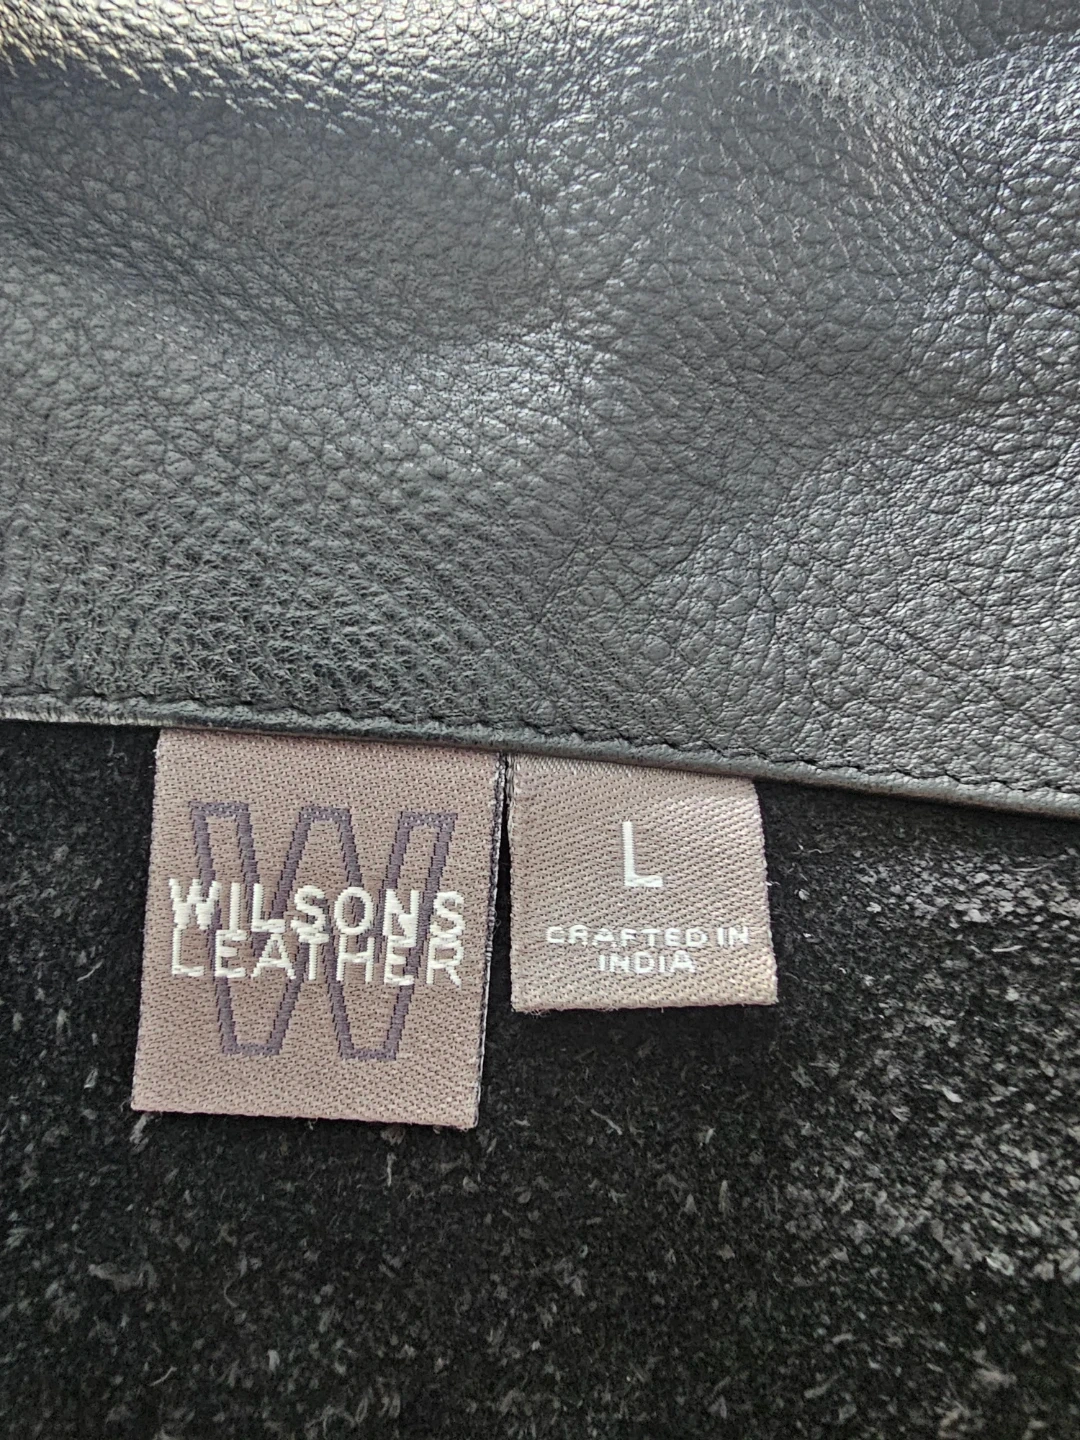 W
WILSONS
LEATHER
L
CRAFTED IN
INDIA